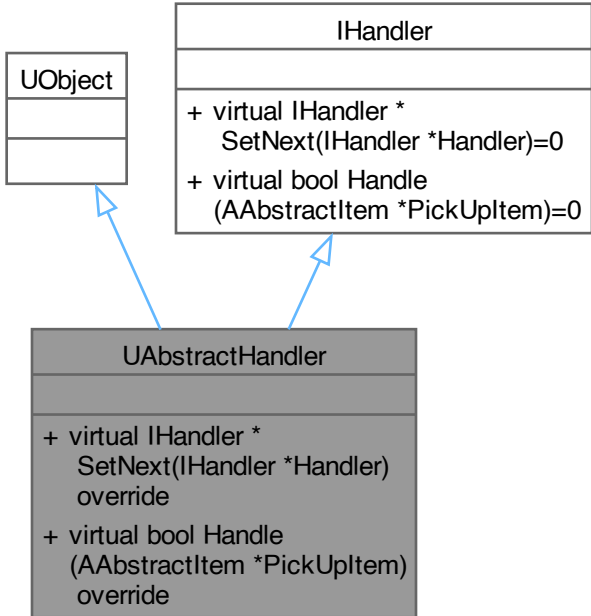 UObject
IHandler
+ virtual IHandler *
SetNext(IHandler *Handler)=0
+ virtual bool Handle
(AAbstractItem *PickUpItem)=0
UAbstractHandler
+ virtual IHandler *
SetNext(IHandler *Handler)
override
+ virtual bool Handle
(AAbstractItem *PickUpItem)
override